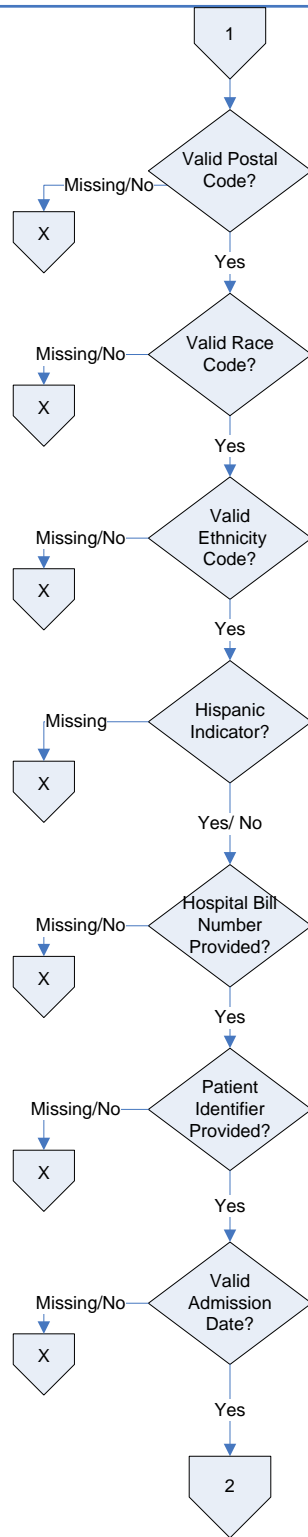 1
Valid Postal
Code?
Missing/No
X
Yes
Valid Race
Code?
Missing/No
X
Yes
Valid
Ethnicity
Code?
Missing/No
X
Yes
Hispanic
Indicator?
Missing
X
Yes/ No
Hospital Bill
Number
Provided?
Missing/No
X
Yes
Patient
Identifier
Provided?
Missing/No
X
Yes
Valid
Admission
Date?
Missing/No
X
Yes
2